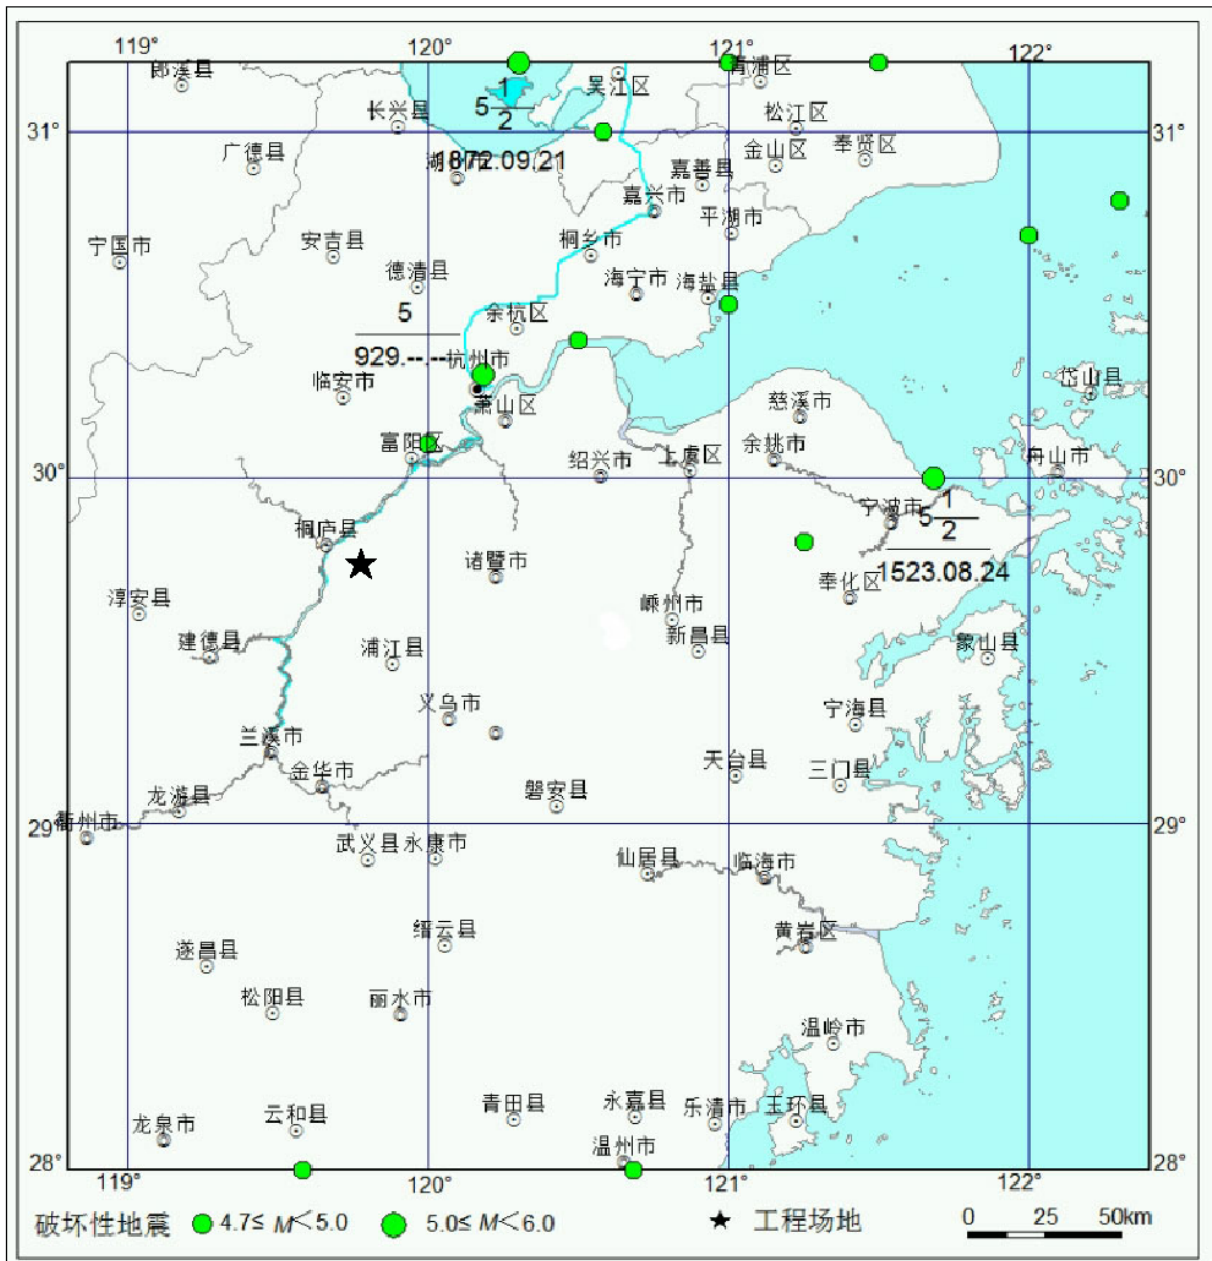 119° 120° 121° 122°
郎溪县 吴江区 青浦区
1
5
2
长兴县 松江区
31° 31°
广德县 湖州市 1872.09.21 嘉善县 金山区 奉贤区
嘉兴市
平湖市
宁国市 安吉县 桐乡市
德清县 海宁市 海盐县
5 余杭区
929.--.-- 杭州市
临安市 萧山区 慈溪市 岱山县
富阳区 绍兴市 上虞区 余姚市 舟山市
30° 30°
宁波市 5 1
2
桐庐县
诸暨市 奉化区 1523.08.24
淳安县 嵊州市
建德县 浦江县 新昌县 象山县
义乌市 宁海县
兰溪市
金华市 天台县 三门县
龙游县 磐安县
衢州市
29° 29°
武义县 永康市 仙居县 临海市
缙云县 黄岩区
遂昌县
松阳县 丽水市
温岭市
云和县 青田县 永嘉县 乐清市 玉环县
龙泉市
温州市
28° 28°
119° 120° 121° 122°
破坏性地震 4.7≤ M<5.0 5.0≤ M<6.0 工程场地 0 25 50km